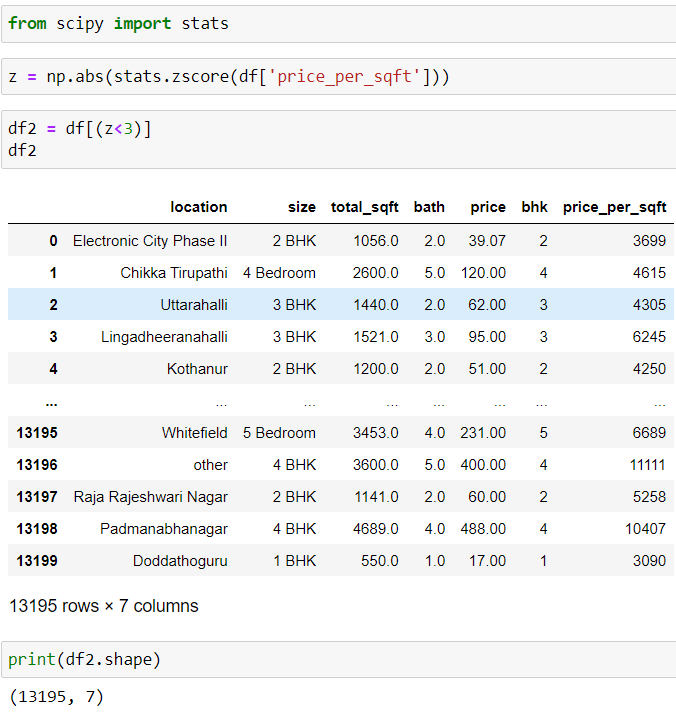 from scipy import stats
z = np.abs(stats.zscore(df['price_per_sqft']))
df2 = df[(z<3)]
df2
location size total_sqft bath price bhk price_per_sqft
0 Electronic City Phase II 2 BHK 1056.0 2.0 39.07 2 3699
1 Chikka Tirupathi 4 Bedroom 2600.0 5.0 120.00 4 4615
2 Uttarahalli 3 BHK 1440.0 2.0 62.00 3 4305
3 Lingadheeranahalli 3 BHK 1521.0 3.0 95.00 3 6245
4 Kothanur 2 BHK 1200.0 2.0 51.00 2 4250
... ... ... ... ... ... ... ...
13195 Whitefield 5 Bedroom 3453.0 4.0 231.00 5 6689
13196 other 4 BHK 3600.0 5.0 400.00 4 11111
13197 Raja Rajeshwari Nagar 2 BHK 1141.0 2.0 60.00 2 5258
13198 Padmanabhanagar 4 BHK 4689.0 4.0 488.00 4 10407
13199 Doddathoguru 1 BHK 550.0 1.0 17.00 1 3090
13195 rows × 7 columns
print(df2.shape)
(13195, 7)